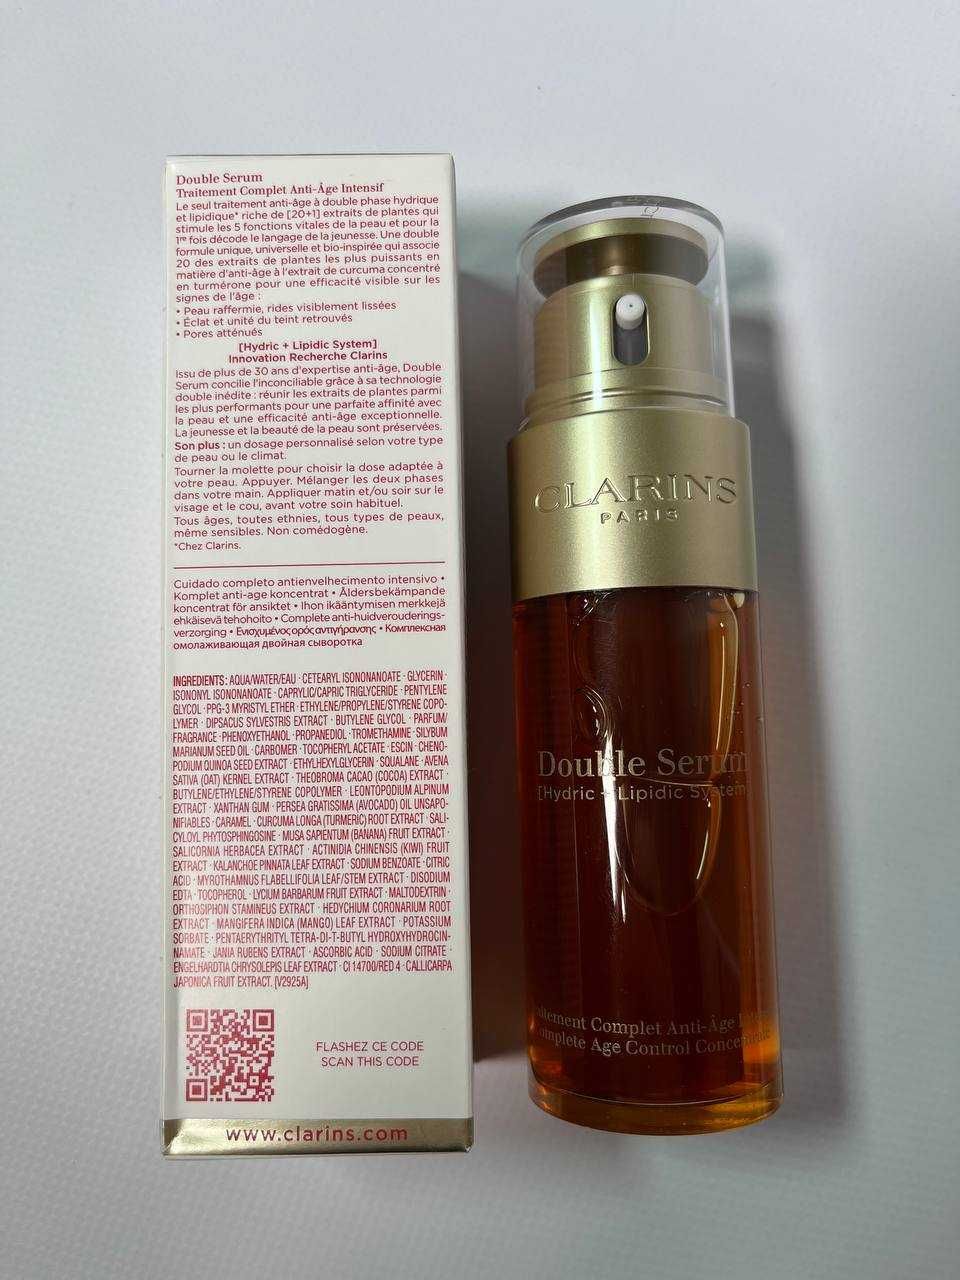 Double Serum
Traitement Complet Anti-Âge Intensif
Le seul traitement anti-âge à double phase hydrique
et lipidique* riche de [20+1] extraits de plantes qui
stimule les 5 fonctions vitales de la peau et pour la
1re fois décode le langage de la jeunesse. Une double
formule unique, universelle et bio-inspirée qui associe
20 des extraits de plantes les plus puissants en
matière d'anti-âge à l'extrait de curcuma concentré
en turmérone pour une efficacité visible sur les
signes de l'âge :
• Peau raffermie, rides visiblement lissées
• Éclat et unité du teint retrouvés
• Pores atténués
[Hydric + Lipidic System]
Innovation Recherche Clarins
Issu de plus de 30 ans d'expertise anti-âge, Double
Serum concilie l'inconciliable grâce à sa technologie
double inédite : réunir les extraits de plantes parmi
les plus performants pour une parfaite affinité avec
la peau et une efficacité anti-âge exceptionnelle.
La jeunesse et la beauté de la peau sont préservées.
Son plus : un dosage personnalisé selon votre type
de peau ou le climat.
Tourner la molette pour choisir la dose adaptée à
votre peau. Appuyer. Mélanger les deux phases
dans votre main. Appliquer matin et/ou soir sur le
visage et le cou, avant votre soin habituel.
Tous âges, toutes ethnies, tous types de peaux,
même sensibles. Non comédogène.
*Chez Clarins.
Cuidado completo antienvelhecimento intensivo •
Komplet anti-age koncentrat • Åldersbekämpande
koncentrat för ansiktet • Ihon ikääntymisen merkkejä
ehkäisevä tehohoito • Complete anti-huidverouderings-
verzorging • Ενισχυμένος ορός αντιγήρανσης • Комплексная
омолаживающая двойная сыворотка
INGREDIENTS: AQUA/WATER/EAU · CETEARYL ISONONANOATE · GLYCERIN ·
ISONONYL ISONONANOATE · CAPRYLIC/CAPRIC TRIGLYCERIDE · PENTYLENE
GLYCOL · PPG-3 MYRISTYL ETHER · ETHYLENE/PROPYLENE/STYRENE COPO-
LYMER · DIPSACUS SYLVESTRIS EXTRACT · BUTYLENE GLYCOL · PARFUM/
FRAGRANCE · PHENOXYETHANOL · PROPANEDIOL · TROMETHAMINE · SILYBUM
MARIANUM SEED OIL · CARBOMER · TOCOPHERYL ACETATE · ESCIN · CHENO-
PODIUM QUINOA SEED EXTRACT · ETHYLHEXYLGLYCERIN · SQUALANE · AVENA
SATIVA (OAT) KERNEL EXTRACT · THEOBROMA CACAO (COCOA) EXTRACT ·
BUTYLENE/ETHYLENE/STYRENE COPOLYMER · LEONTOPODIUM ALPINUM
EXTRACT · XANTHAN GUM · PERSEA GRATISSIMA (AVOCADO) OIL UNSAPO-
NIFIABLES · CARAMEL · CURCUMA LONGA (TURMERIC) ROOT EXTRACT · SALI-
CYLOYL PHYTOSPHINGOSINE · MUSA SAPIENTUM (BANANA) FRUIT EXTRACT ·
SALICORNIA HERBACEA EXTRACT · ACTINIDIA CHINENSIS (KIWI) FRUIT
EXTRACT · KALANCHOE PINNATA LEAF EXTRACT · SODIUM BENZOATE · CITRIC
ACID · MYROTHAMNUS FLABELLIFOLIA LEAF/STEM EXTRACT · DISODIUM
EDTA · TOCOPHEROL · LYCIUM BARBARUM FRUIT EXTRACT · MALTODEXTRIN ·
ORTHOSIPHON STAMINEUS EXTRACT · HEDYCHIUM CORONARIUM ROOT
EXTRACT · MANGIFERA INDICA (MANGO) LEAF EXTRACT · POTASSIUM
SORBATE · PENTAERYTHRITYL TETRA-DI-T-BUTYL HYDROXYHYDROCIN-
NAMATE · JANIA RUBENS EXTRACT · ASCORBIC ACID · SODIUM CITRATE ·
ENGELHARDTIA CHRYSOLEPIS LEAF EXTRACT · CI 14700/RED 4 · CALLICARPA
JAPONICA FRUIT EXTRACT. [V2925A]
FLASHEZ CE CODE
SCAN THIS CODE
www.clarins.com
CLARINS
PARIS
Double Serum
[Hydric + Lipidic System]
Complet Anti-Âge
Age Control